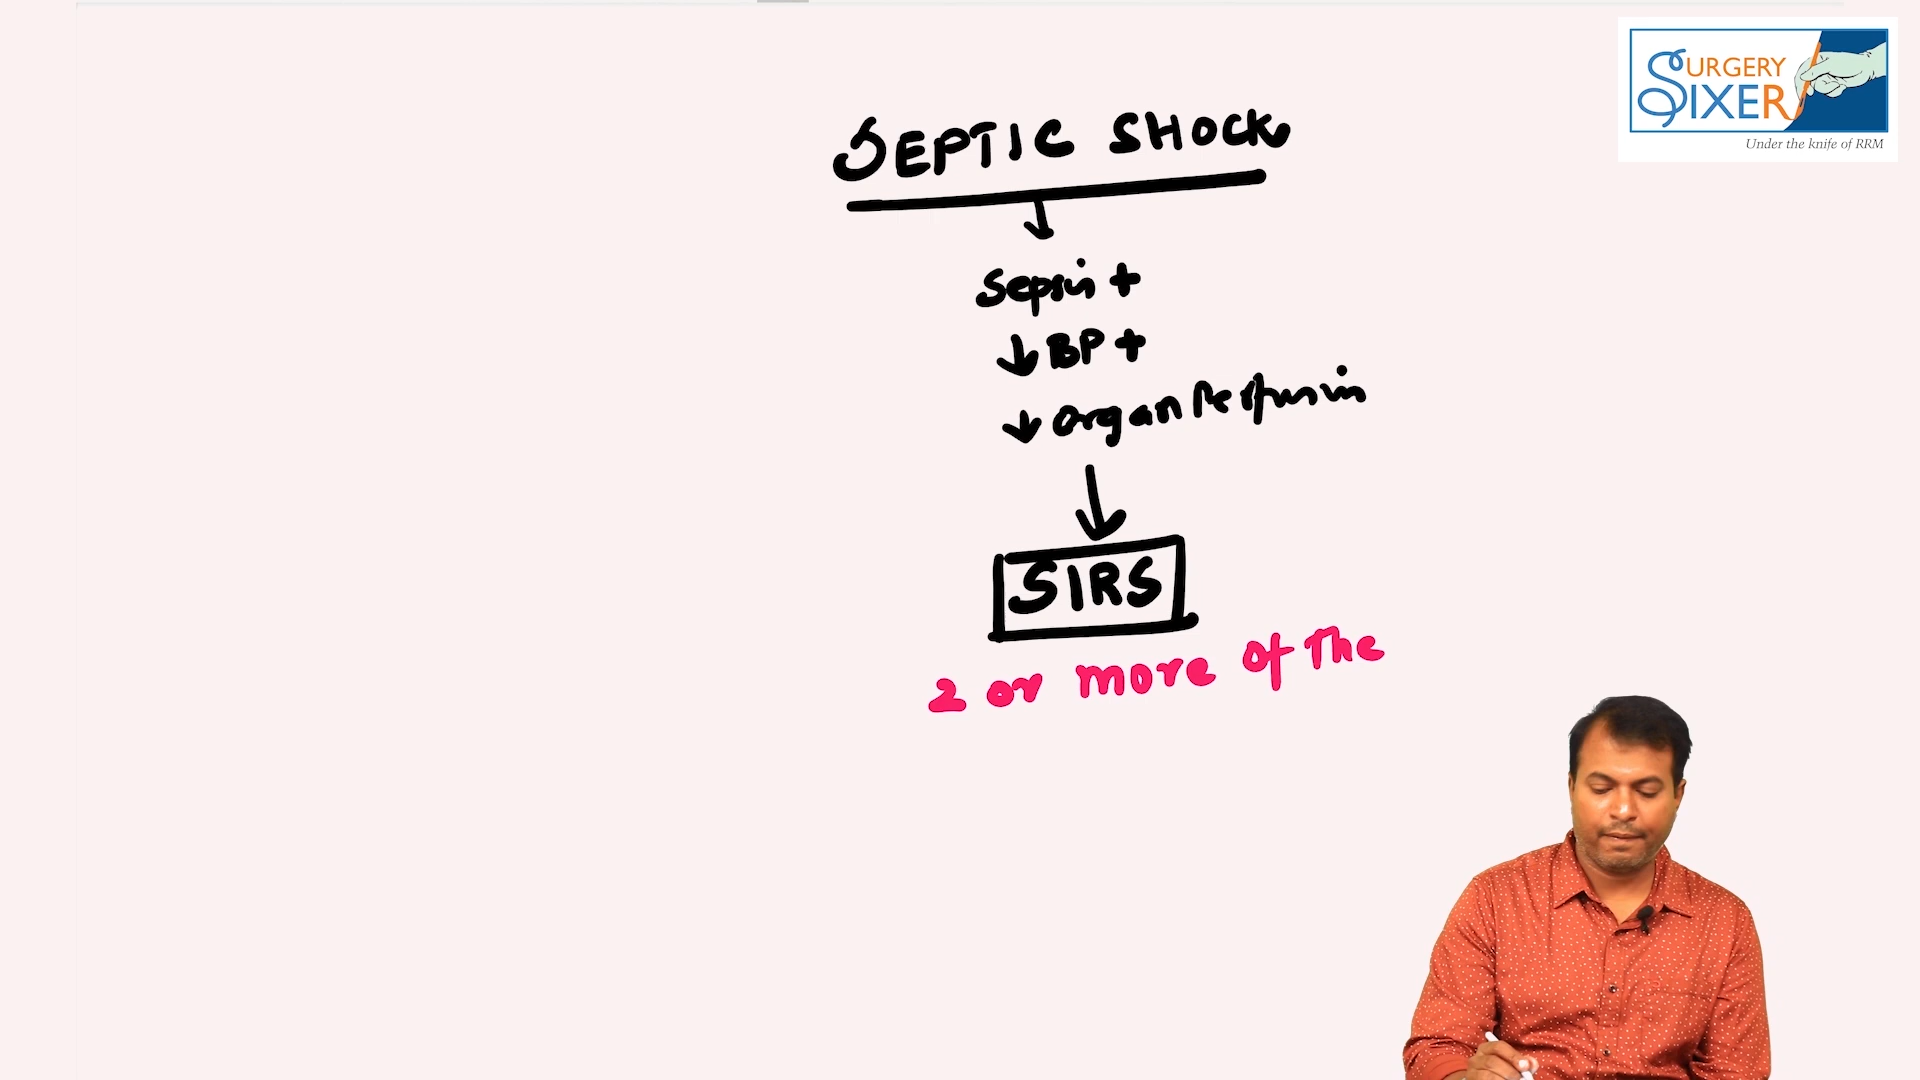 SURGERY
SIXER
Under the knife of RRM
SEPTIC SHOCK
Sepsis +
↓ BP +
↓ Organ Perfusion
SIRS
2 or more of the